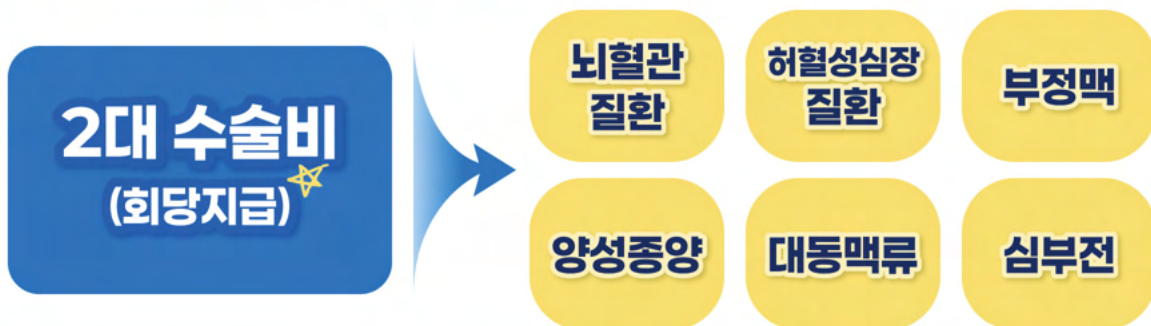 2대 수술비
(회당지급)
뇌혈관
질환
허혈성심장
질환
부정맥
양성종양
대동맥류
심부전